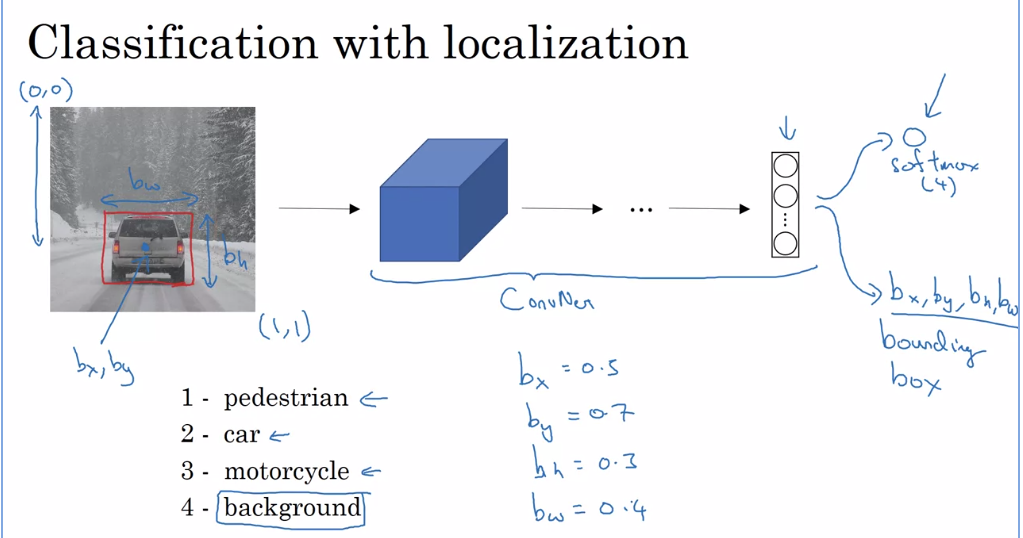 Classification with localization
(0,0)
bw
bh
(1,1)
bx, by
...
ConvNet
softmax
(4)
bx, by, bh, bw
bounding
box
1 - pedestrian
2 - car
3 - motorcycle
4 - background
bx = 0.5
by = 0.7
bh = 0.3
bw = 0.4